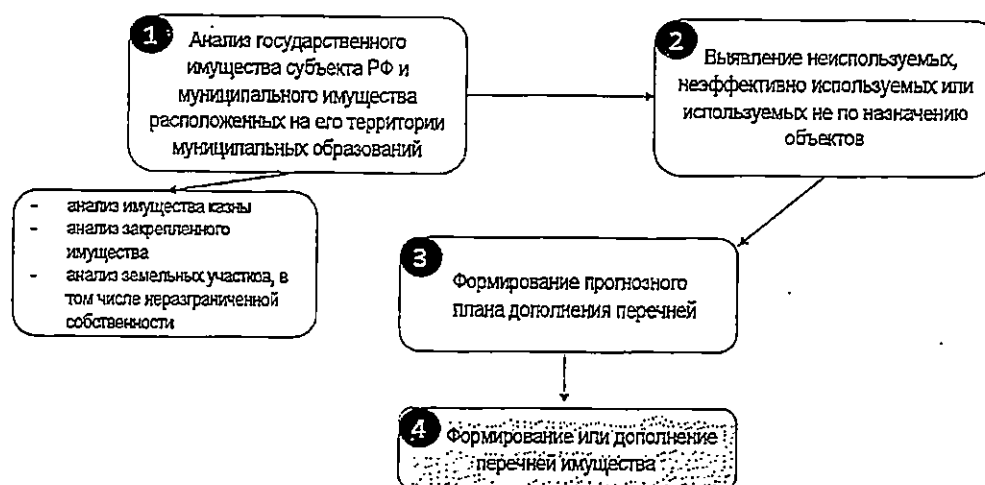 1
Анализ государственного
имущества субъекта РФ и
муниципального имущества
расположенных на его территории
муниципальных образований
- анализ имущества казны
- анализ закрепленного
имущества
- анализ земельных участков, в
том числе неразграниченной
собственности
2
Выявление неиспользуемых,
неэффективно используемых или
используемых не по назначению
объектов
3
Формирование прогнозного
плана дополнения перечней
4
Формирование или дополнение
перечней имущества